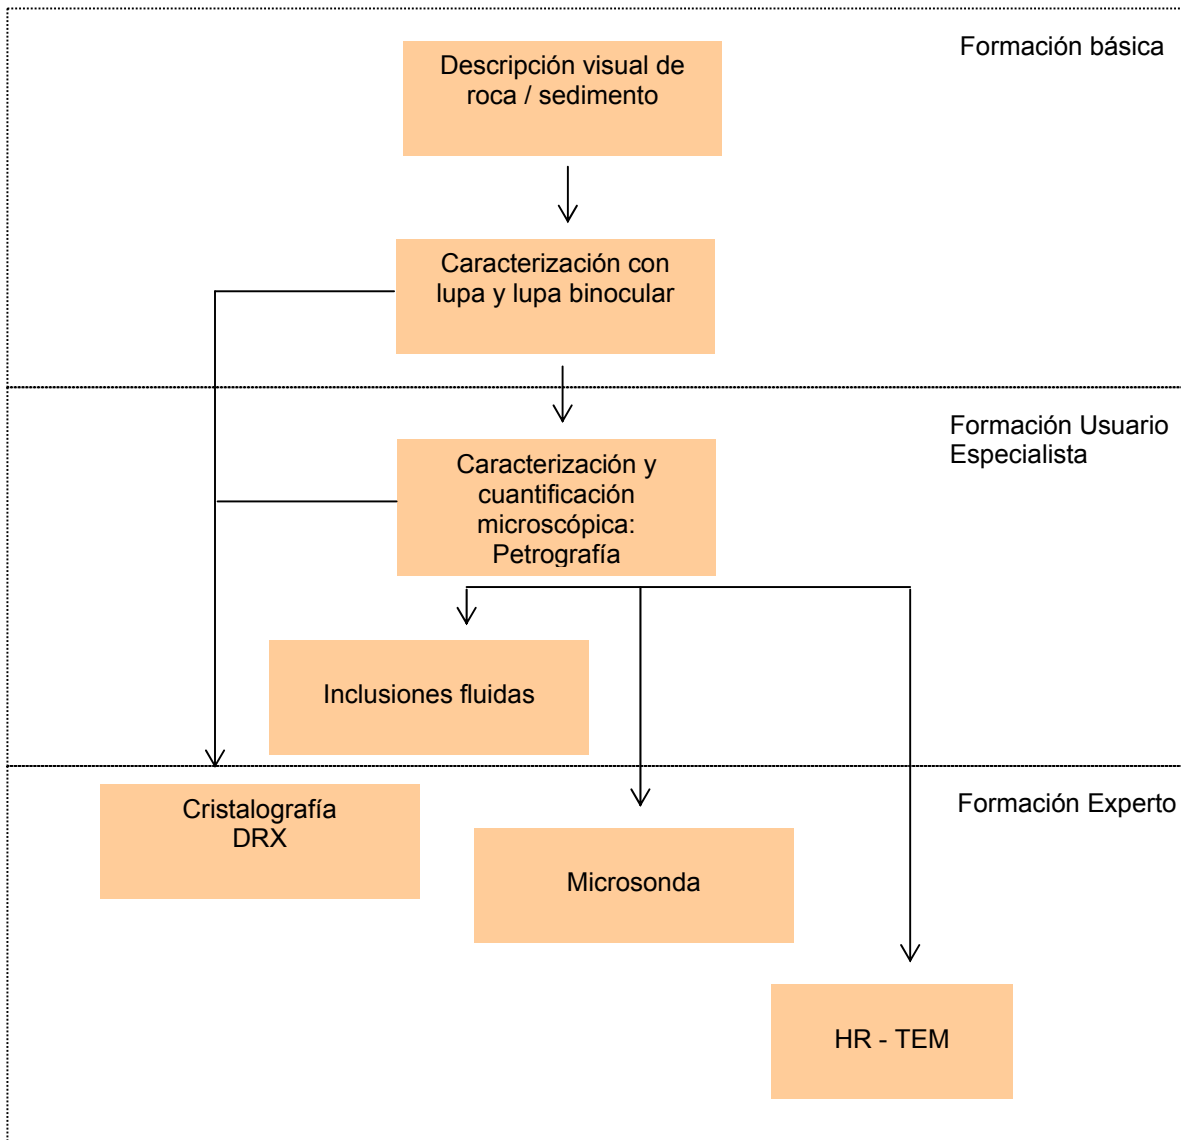 Formación básica
Descripción visual de
roca / sedimento
Caracterización con
lupa y lupa binocular
Formación Usuario
Especialista
Caracterización y
cuantificación
microscópica:
Petrografía
Inclusiones fluidas
Formación Experto
Cristalografía
DRX
Microsonda
HR - TEM